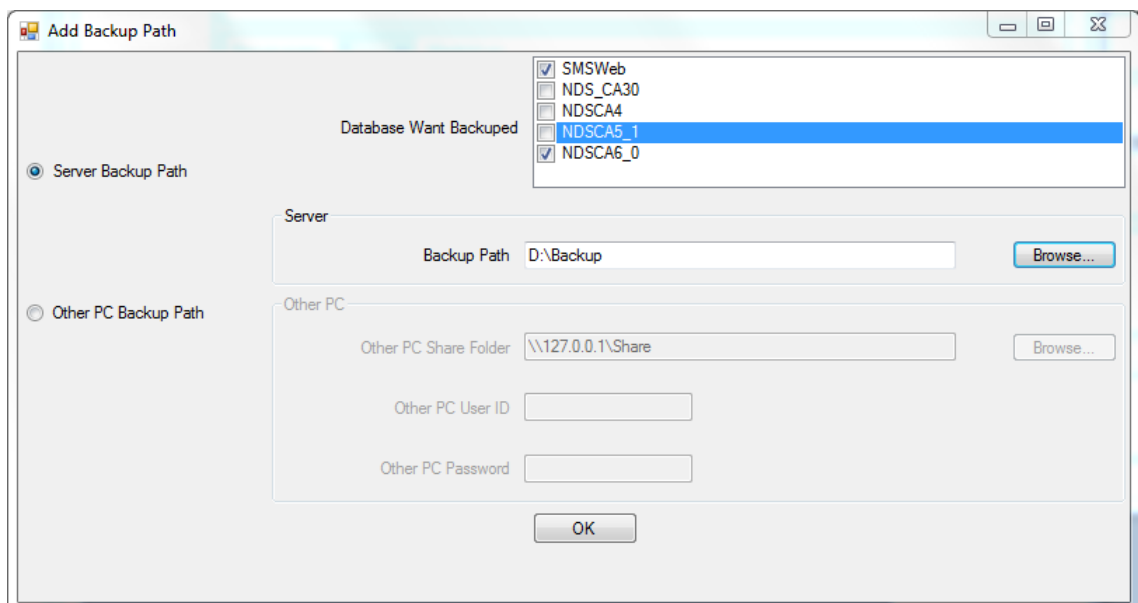 Add Backup Path
SMSWeb
NDS_CA30
NDSCA4
Database Want Backuped
NDSCA5_1
NDSCA6_0
Server Backup Path
Server
Backup Path D:\Backup Browse...
Other PC Backup Path
Other PC
Other PC Share Folder \\127.0.0.1\Share Browse...
Other PC User ID
Other PC Password
OK